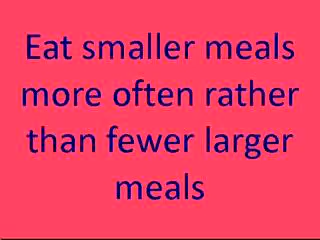 Eat smaller meals
more often rather
than fewer larger
meals